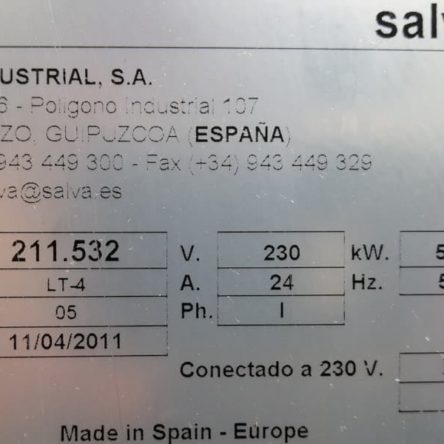 salv
USTRIAL, S.A.
6 - Poligono Industrial 107
ZO, GUIPUZCOA (ESPAÑA)
943 449 300 - Fax (+34) 943 449 329
va@salva.es
211.532 V. 230 kW. 5
LT-4 A. 24 Hz. 5
05 Ph. I
11/04/2011
Conectado a 230 V.
Made in Spain - Europe